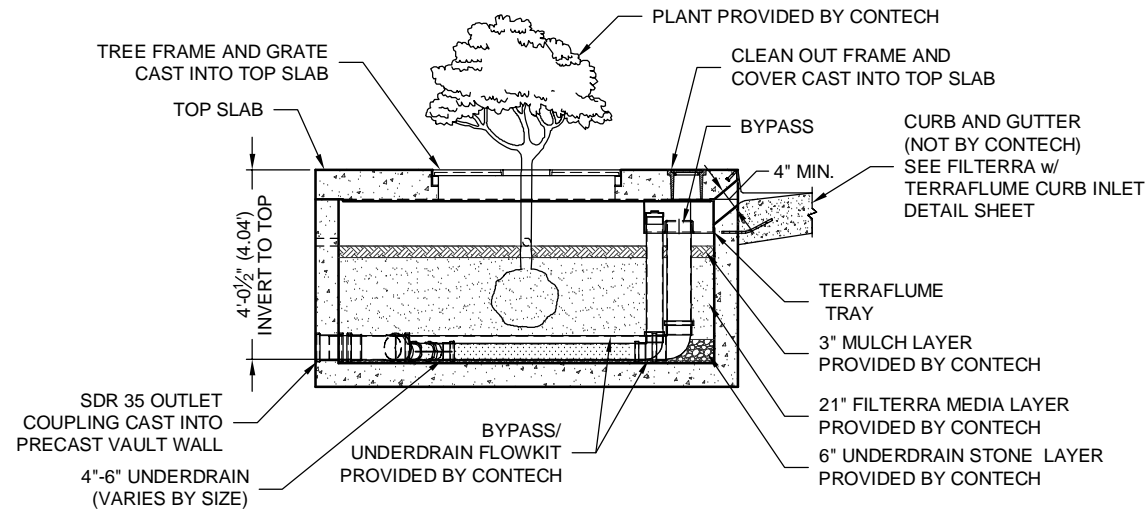 PLANT PROVIDED BY CONTECH
TREE FRAME AND GRATE
CAST INTO TOP SLAB
CLEAN OUT FRAME AND
COVER CAST INTO TOP SLAB
TOP SLAB
BYPASS
CURB AND GUTTER
(NOT BY CONTECH)
SEE FILTERRA w/
TERRAFLUME CURB INLET
DETAIL SHEET
4" MIN.
4'-0½" (4.04')
INVERT TO TOP
TERRAFLUME
TRAY
3" MULCH LAYER
PROVIDED BY CONTECH
SDR 35 OUTLET
COUPLING CAST INTO
PRECAST VAULT WALL
21" FILTERRA MEDIA LAYER
PROVIDED BY CONTECH
BYPASS/
UNDERDRAIN FLOWKIT
PROVIDED BY CONTECH
6" UNDERDRAIN STONE LAYER
PROVIDED BY CONTECH
4"-6" UNDERDRAIN
(VARIES BY SIZE)